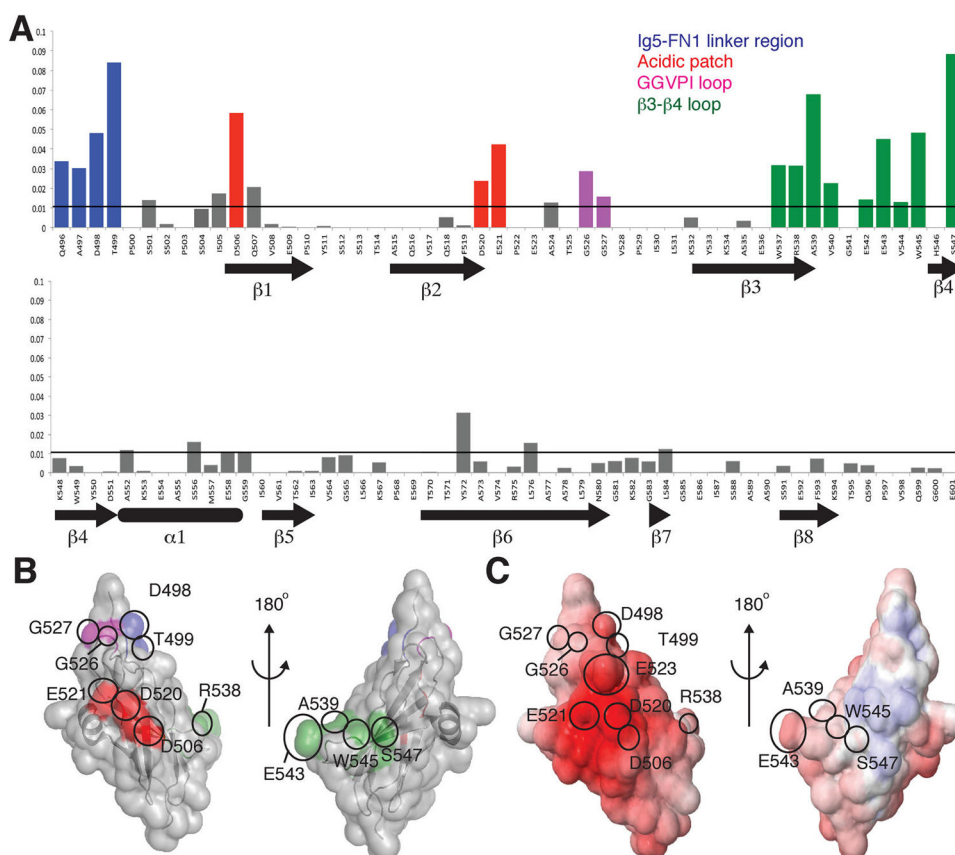 A
Ig5-FN1 linker region
Acidic patch
GGVPI loop
β3-β4 loop
0.1
0.09
0.08
0.07
0.06
0.05
0.04
0.03
0.02
0.01
0
Q496 A497 D498 T499 P500 S501 S502 P503 S504 I505 D506 Q507 V508 E509 P510 Y511 S512 S513 T514 A515 Q516 V517 Q518 F519 D520 E521 P522 E523 A524 T525 G526 G527 V528 P529 I530 L531 K532 Y533 K534 A535 E536 W537 R538 A539 V540 G541 E542 E543 V544 W545 H546 S547
β1 β2 β3 β4
0.1
0.09
0.08
0.07
0.06
0.05
0.04
0.03
0.02
0.01
0
K548 W549 Y550 D551 A552 K553 E554 A555 S556 M557 E558 G559 I560 V561 T562 I563 V564 G565 L566 K567 P568 E569 T570 T571 Y572 A573 V574 R575 L576 A577 A578 L579 N580 G581 K582 G583 L584 G585 E586 I587 S588 A589 A590 S591 E592 F593 K594 T595 Q596 P597 V598 Q599 G600 E601
β4 α1 β5 β6 β7 β8
B
D498
G527
T499
G526
E521
D520
R538
D506
180°
A539
E543
W545
S547
C
D498
G527
T499
G526
E523
R538
E521
D520
D506
180°
A539
W545
E543
S547